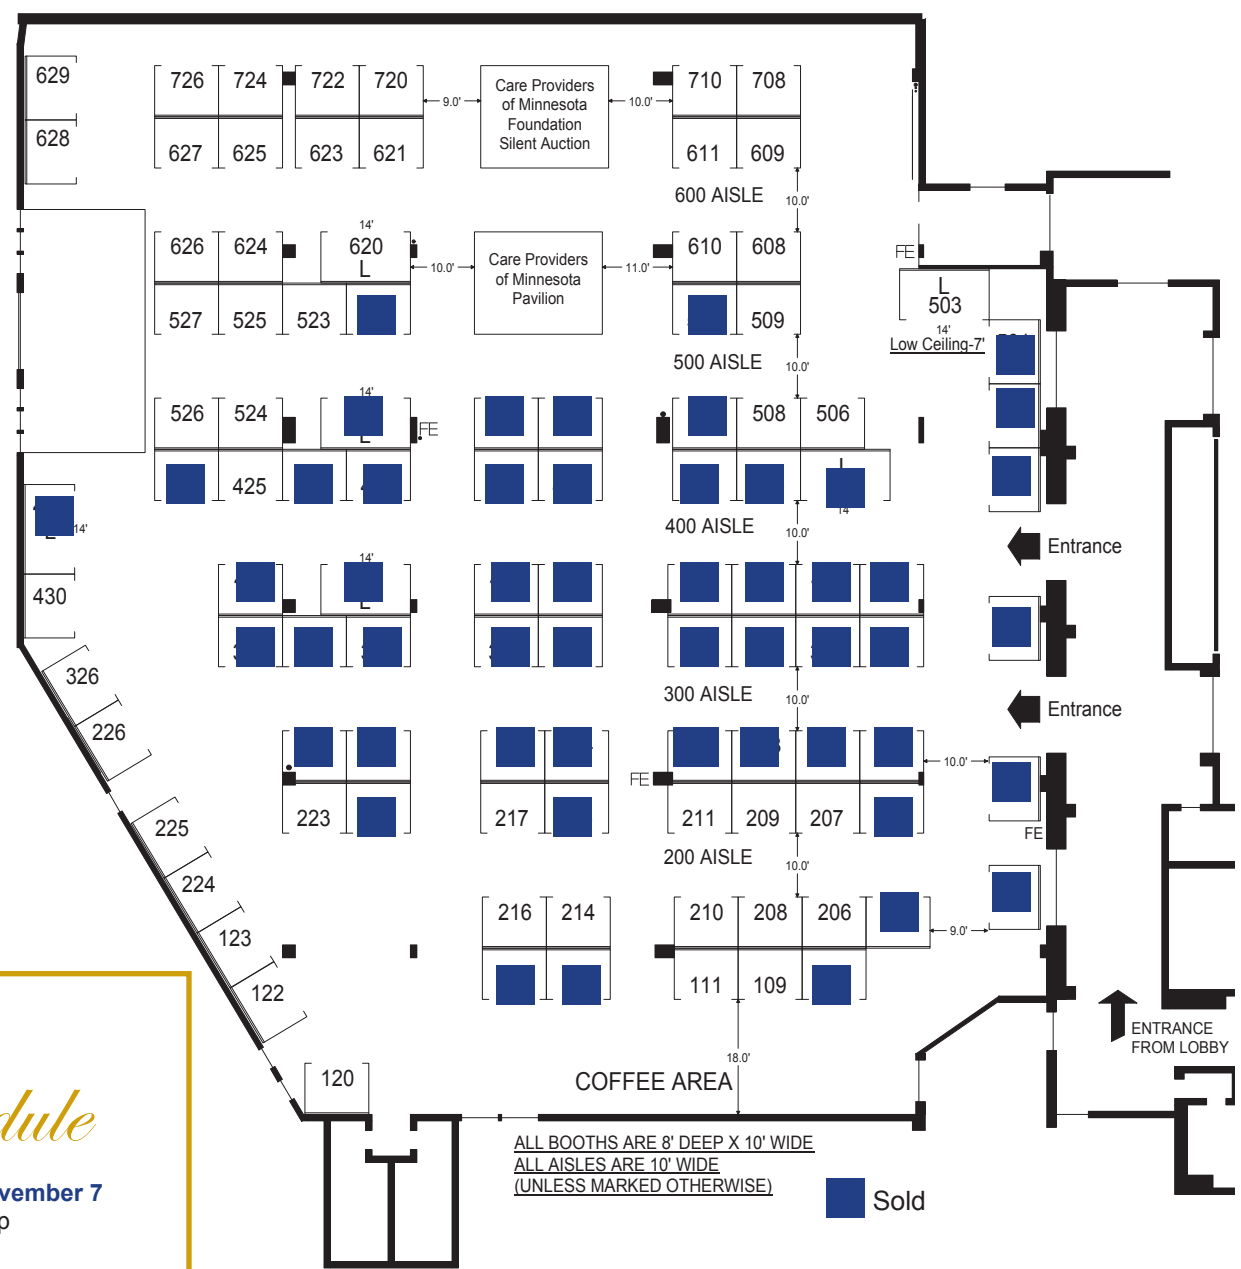 629
726 724 722 720
710 708
Care Providers
of Minnesota
Foundation
Silent Auction
9.0'
10.0'
628
627 625 623 621
611 609
600 AISLE
10.0'
14'
626 624 620
L
610 608
Care Providers
of Minnesota
Pavilion
10.0'
11.0'
FE
L
503
14'
Low Ceiling-7'
527 525 523
509
500 AISLE
10.0'
14'
526 524
L
FE
508 506
425
L
14
400 AISLE
10.0'
14'
L
Entrance
430
14'
L
326
300 AISLE
10.0'
Entrance
226
FE
10.0'
223 217 211 209 207
FE
225
200 AISLE
10.0'
224
216 214 210 208 206
9.0'
123
122
111 109
ENTRANCE
FROM LOBBY
18.0'
120
COFFEE AREA
dule
ALL BOOTHS ARE 8' DEEP X 10' WIDE
ALL AISLES ARE 10' WIDE
(UNLESS MARKED OTHERWISE)
vember 7
p
Sold